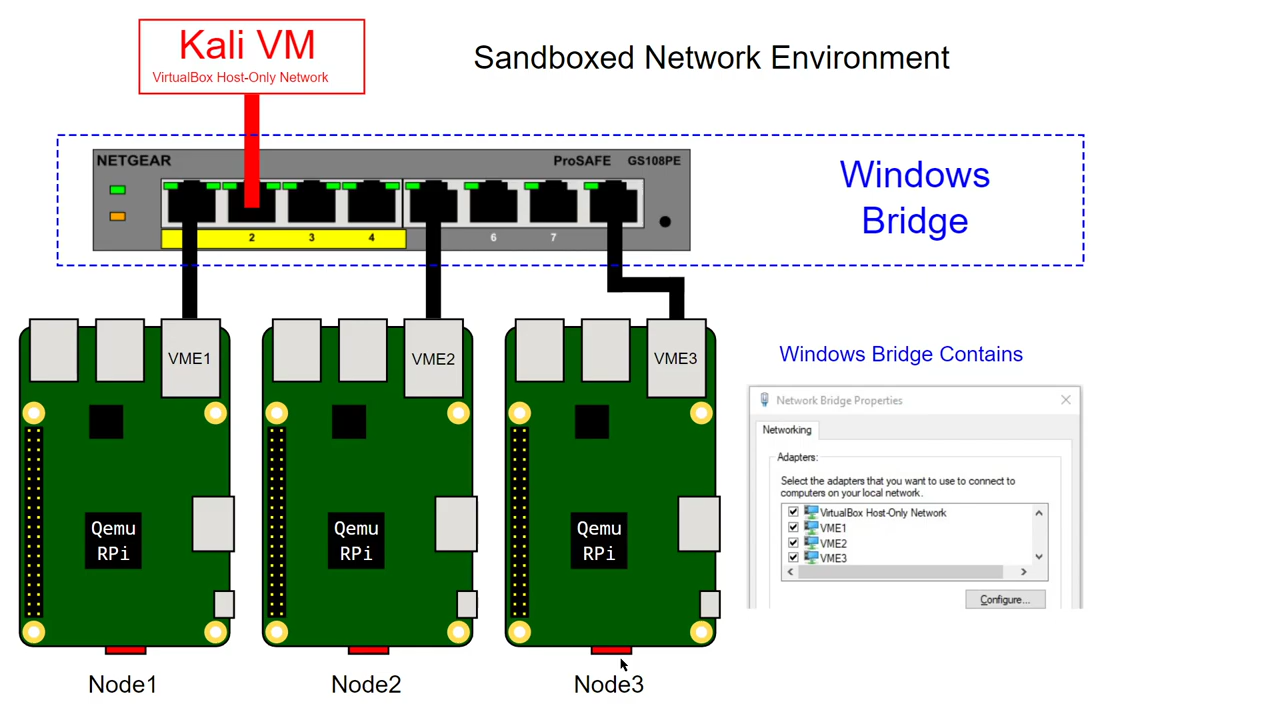 Kali VM
VirtualBox Host-Only Network
Sandboxed Network Environment
NETGEAR
ProSAFE GS108PE
2 3 4 6 7
Windows
Bridge
VME1
VME2
VME3
Qemu
RPi
Qemu
RPi
Qemu
RPi
Node1
Node2
Node3
Windows Bridge Contains
Network Bridge Properties
Networking
Adapters:
Select the adapters that you want to use to connect to
computers on your local network.
VirtualBox Host-Only Network
VME1
VME2
VME3
Configure...